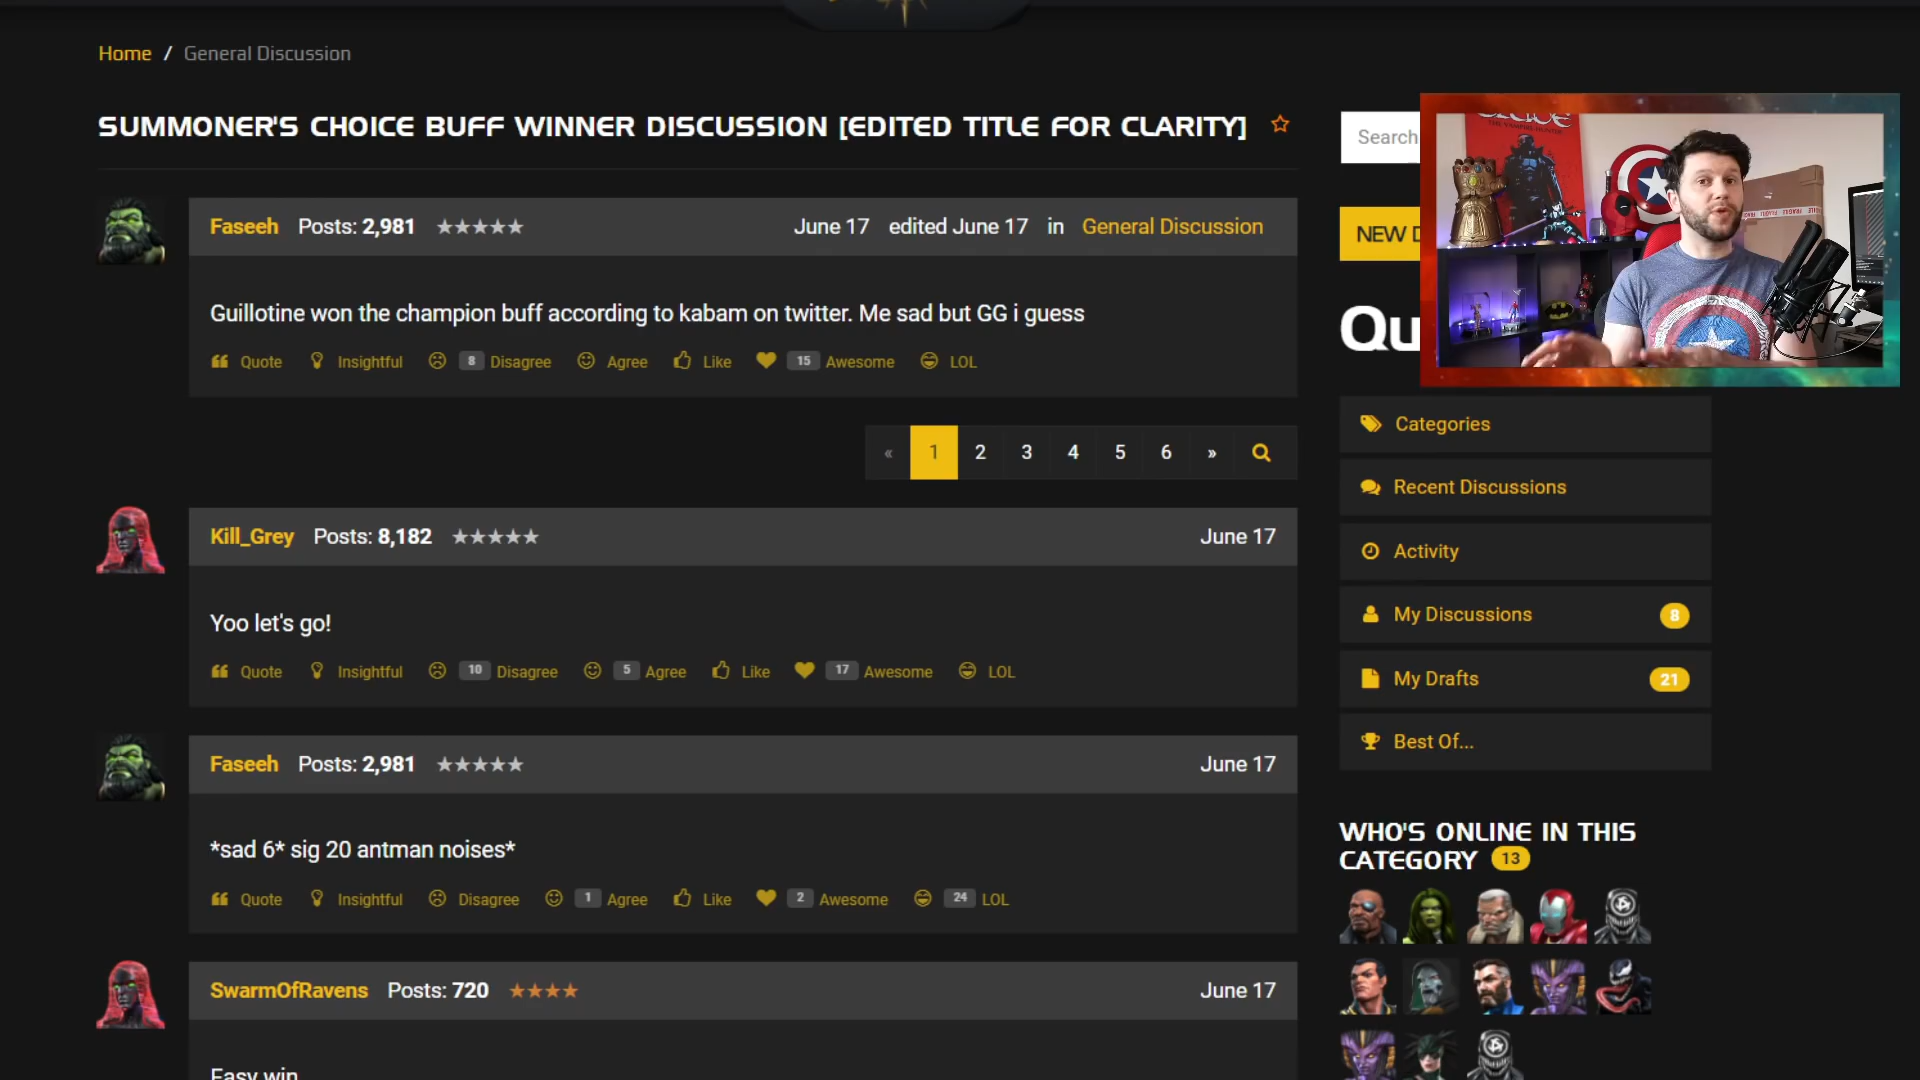 Home / General Discussion
SUMMONER'S CHOICE BUFF WINNER DISCUSSION [EDITED TITLE FOR CLARITY]
Search
Faseeh Posts: 2,981 June 17 edited June 17 in General Discussion
NEW D
Guillotine won the champion buff according to kabam on twitter. Me sad but GG i guess
Qu
Quote Insightful 8 Disagree Agree Like 15 Awesome LOL
Categories
« 1 2 3 4 5 6 »
Recent Discussions
Kill_Grey Posts: 8,182 June 17
Activity
Yoo let's go!
My Discussions 8
Quote Insightful 10 Disagree 5 Agree Like 17 Awesome LOL
My Drafts 21
Best Of...
Faseeh Posts: 2,981 June 17
*sad 6* sig 20 antman noises*
WHO'S ONLINE IN THIS
CATEGORY 13
Quote Insightful Disagree 1 Agree Like 2 Awesome 24 LOL
SwarmOfRavens Posts: 720 June 17
Easy win